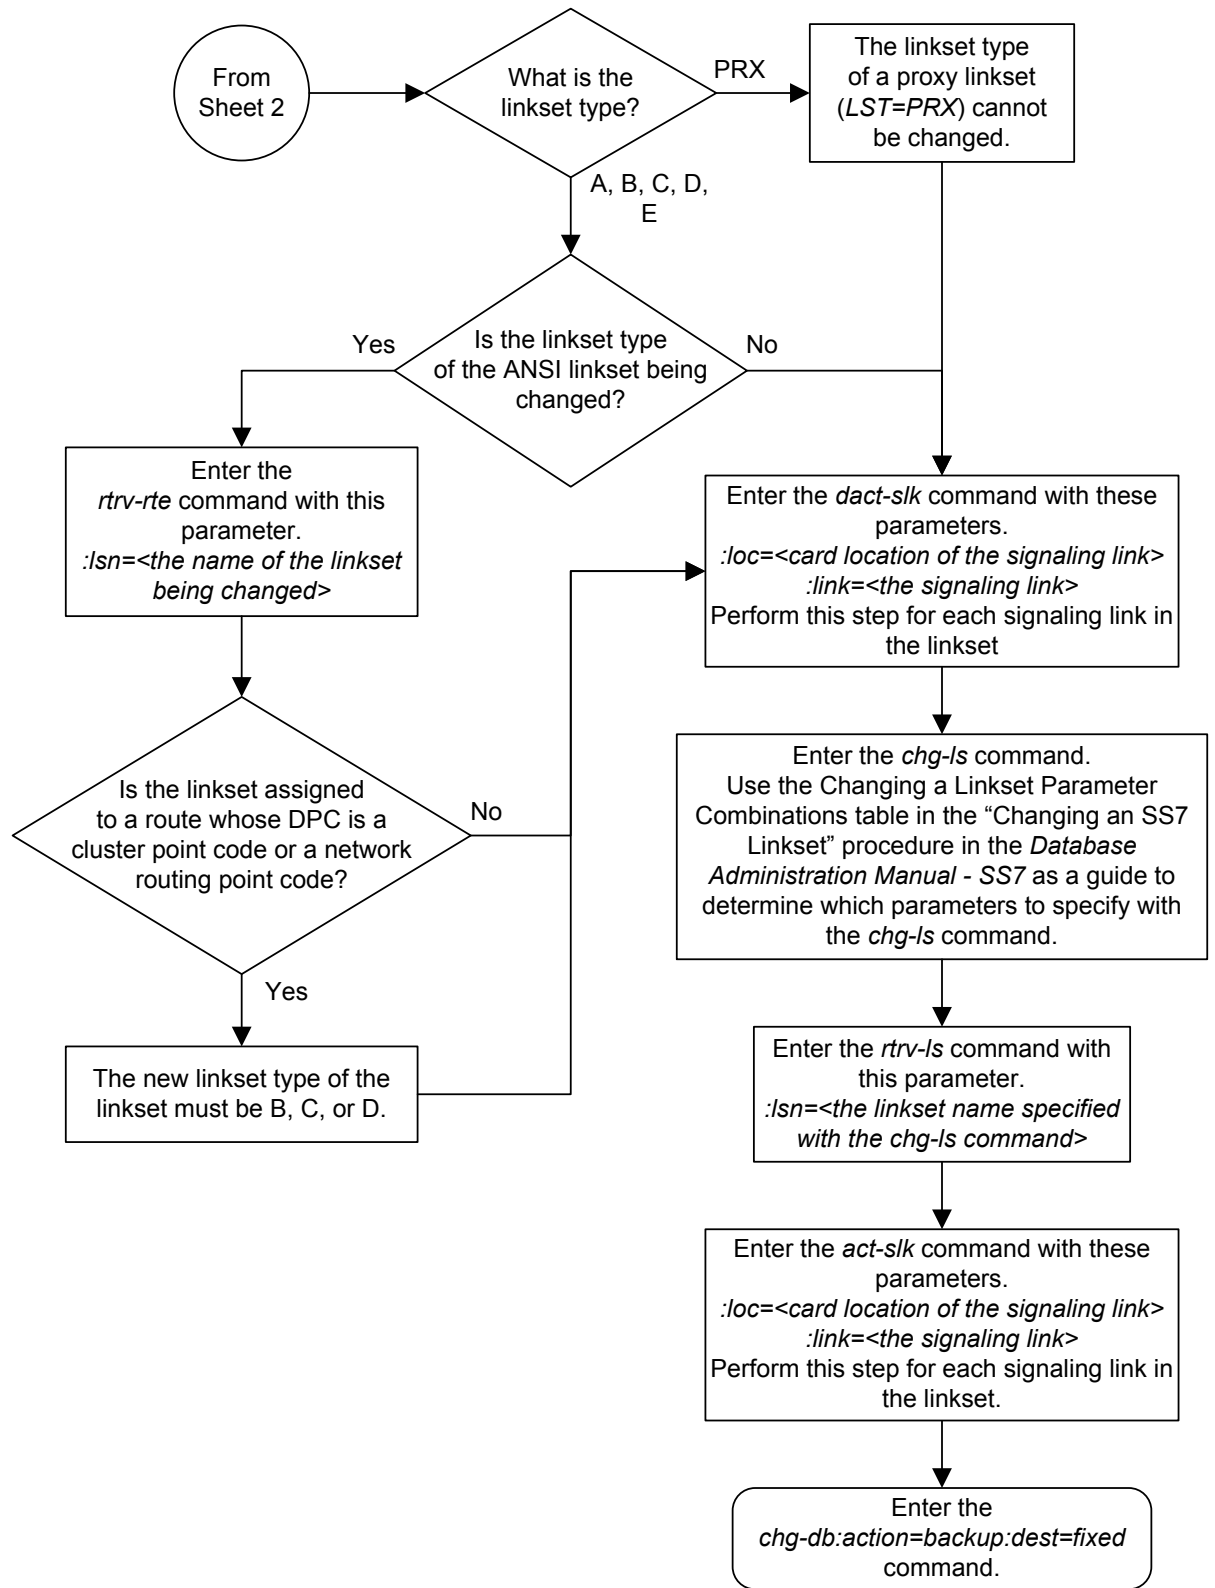 From
Sheet 2
What is the
linkset type?
PRX
The linkset type
of a proxy linkset
(LST=PRX) cannot
be changed.
A, B, C, D,
E
Is the linkset type
of the ANSI linkset being
changed?
Yes
No
Enter the
rtrv-rte command with this
parameter.
:lsn=<the name of the linkset
being changed>
Enter the dact-slk command with these
parameters.
:loc=<card location of the signaling link>
:link=<the signaling link>
Perform this step for each signaling link in
the linkset
Is the linkset assigned
to a route whose DPC is a
cluster point code or a network
routing point code?
No
Yes
The new linkset type of the
linkset must be B, C, or D.
Enter the chg-ls command.
Use the Changing a Linkset Parameter
Combinations table in the “Changing an SS7
Linkset” procedure in the Database
Administration Manual - SS7 as a guide to
determine which parameters to specify with
the chg-ls command.
Enter the rtrv-ls command with
this parameter.
:lsn=<the linkset name specified
with the chg-ls command>
Enter the act-slk command with these
parameters.
:loc=<card location of the signaling link>
:link=<the signaling link>
Perform this step for each signaling link in
the linkset.
Enter the
chg-db:action=backup:dest=fixed
command.